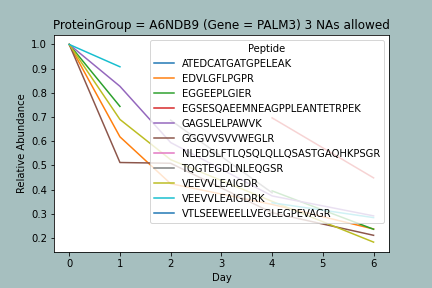 ProteinGroup = A6NDB9 (Gene = PALM3) 3 NAs allowed
Relative Abundance
1.0
0.9
0.8
0.7
0.6
0.5
0.4
0.3
0.2
Peptide
ATEDCATGATGPELEAK
EDVLGFLPGPR
EGGEEPLGIER
EGSESQAEEMNEAGPPLEANTETRPEK
GAGSLELPAWVK
GGGVVSVVWEGLR
NLEDSLFTLQSQLQLLQSASTGAQHKPSGR
TQGTEGDLNLEQGSR
VEEVVLEAIGDR
VEEVVLEAIGDRK
VTLSEEWEELLVEGLEGPEVAGR
0
1
2
3
4
5
6
Day